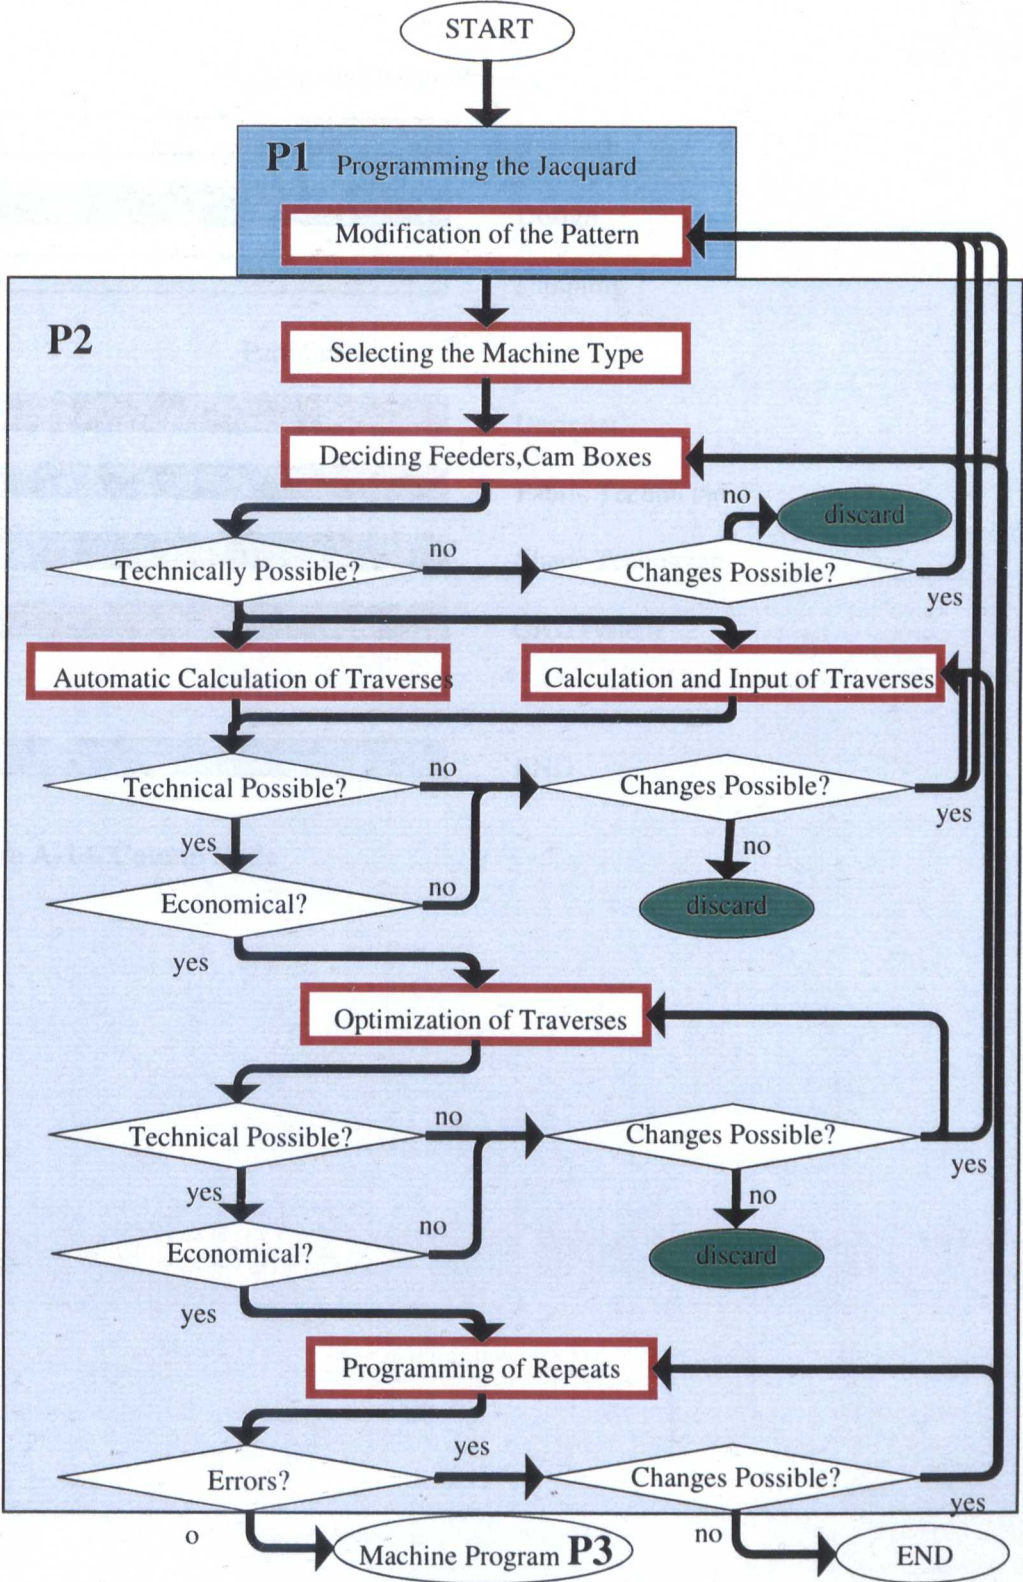 START
P1 Programming the Jacquard
Modification of the Pattern
P2
Selecting the Machine Type
Deciding Feeders,Cam Boxes
no
discard
no
Technically Possible?
Changes Possible?
yes
Automatic Calculation of Traverses
Calculation and Input of Traverses
no
Technical Possible?
Changes Possible?
yes
yes
no
no
Economical?
discard
yes
Optimization of Traverses
no
Technical Possible?
Changes Possible?
yes
yes
no
no
Economical?
discard
yes
Programming of Repeats
yes
Errors?
Changes Possible?
yes
o
no
Machine Program P3
END